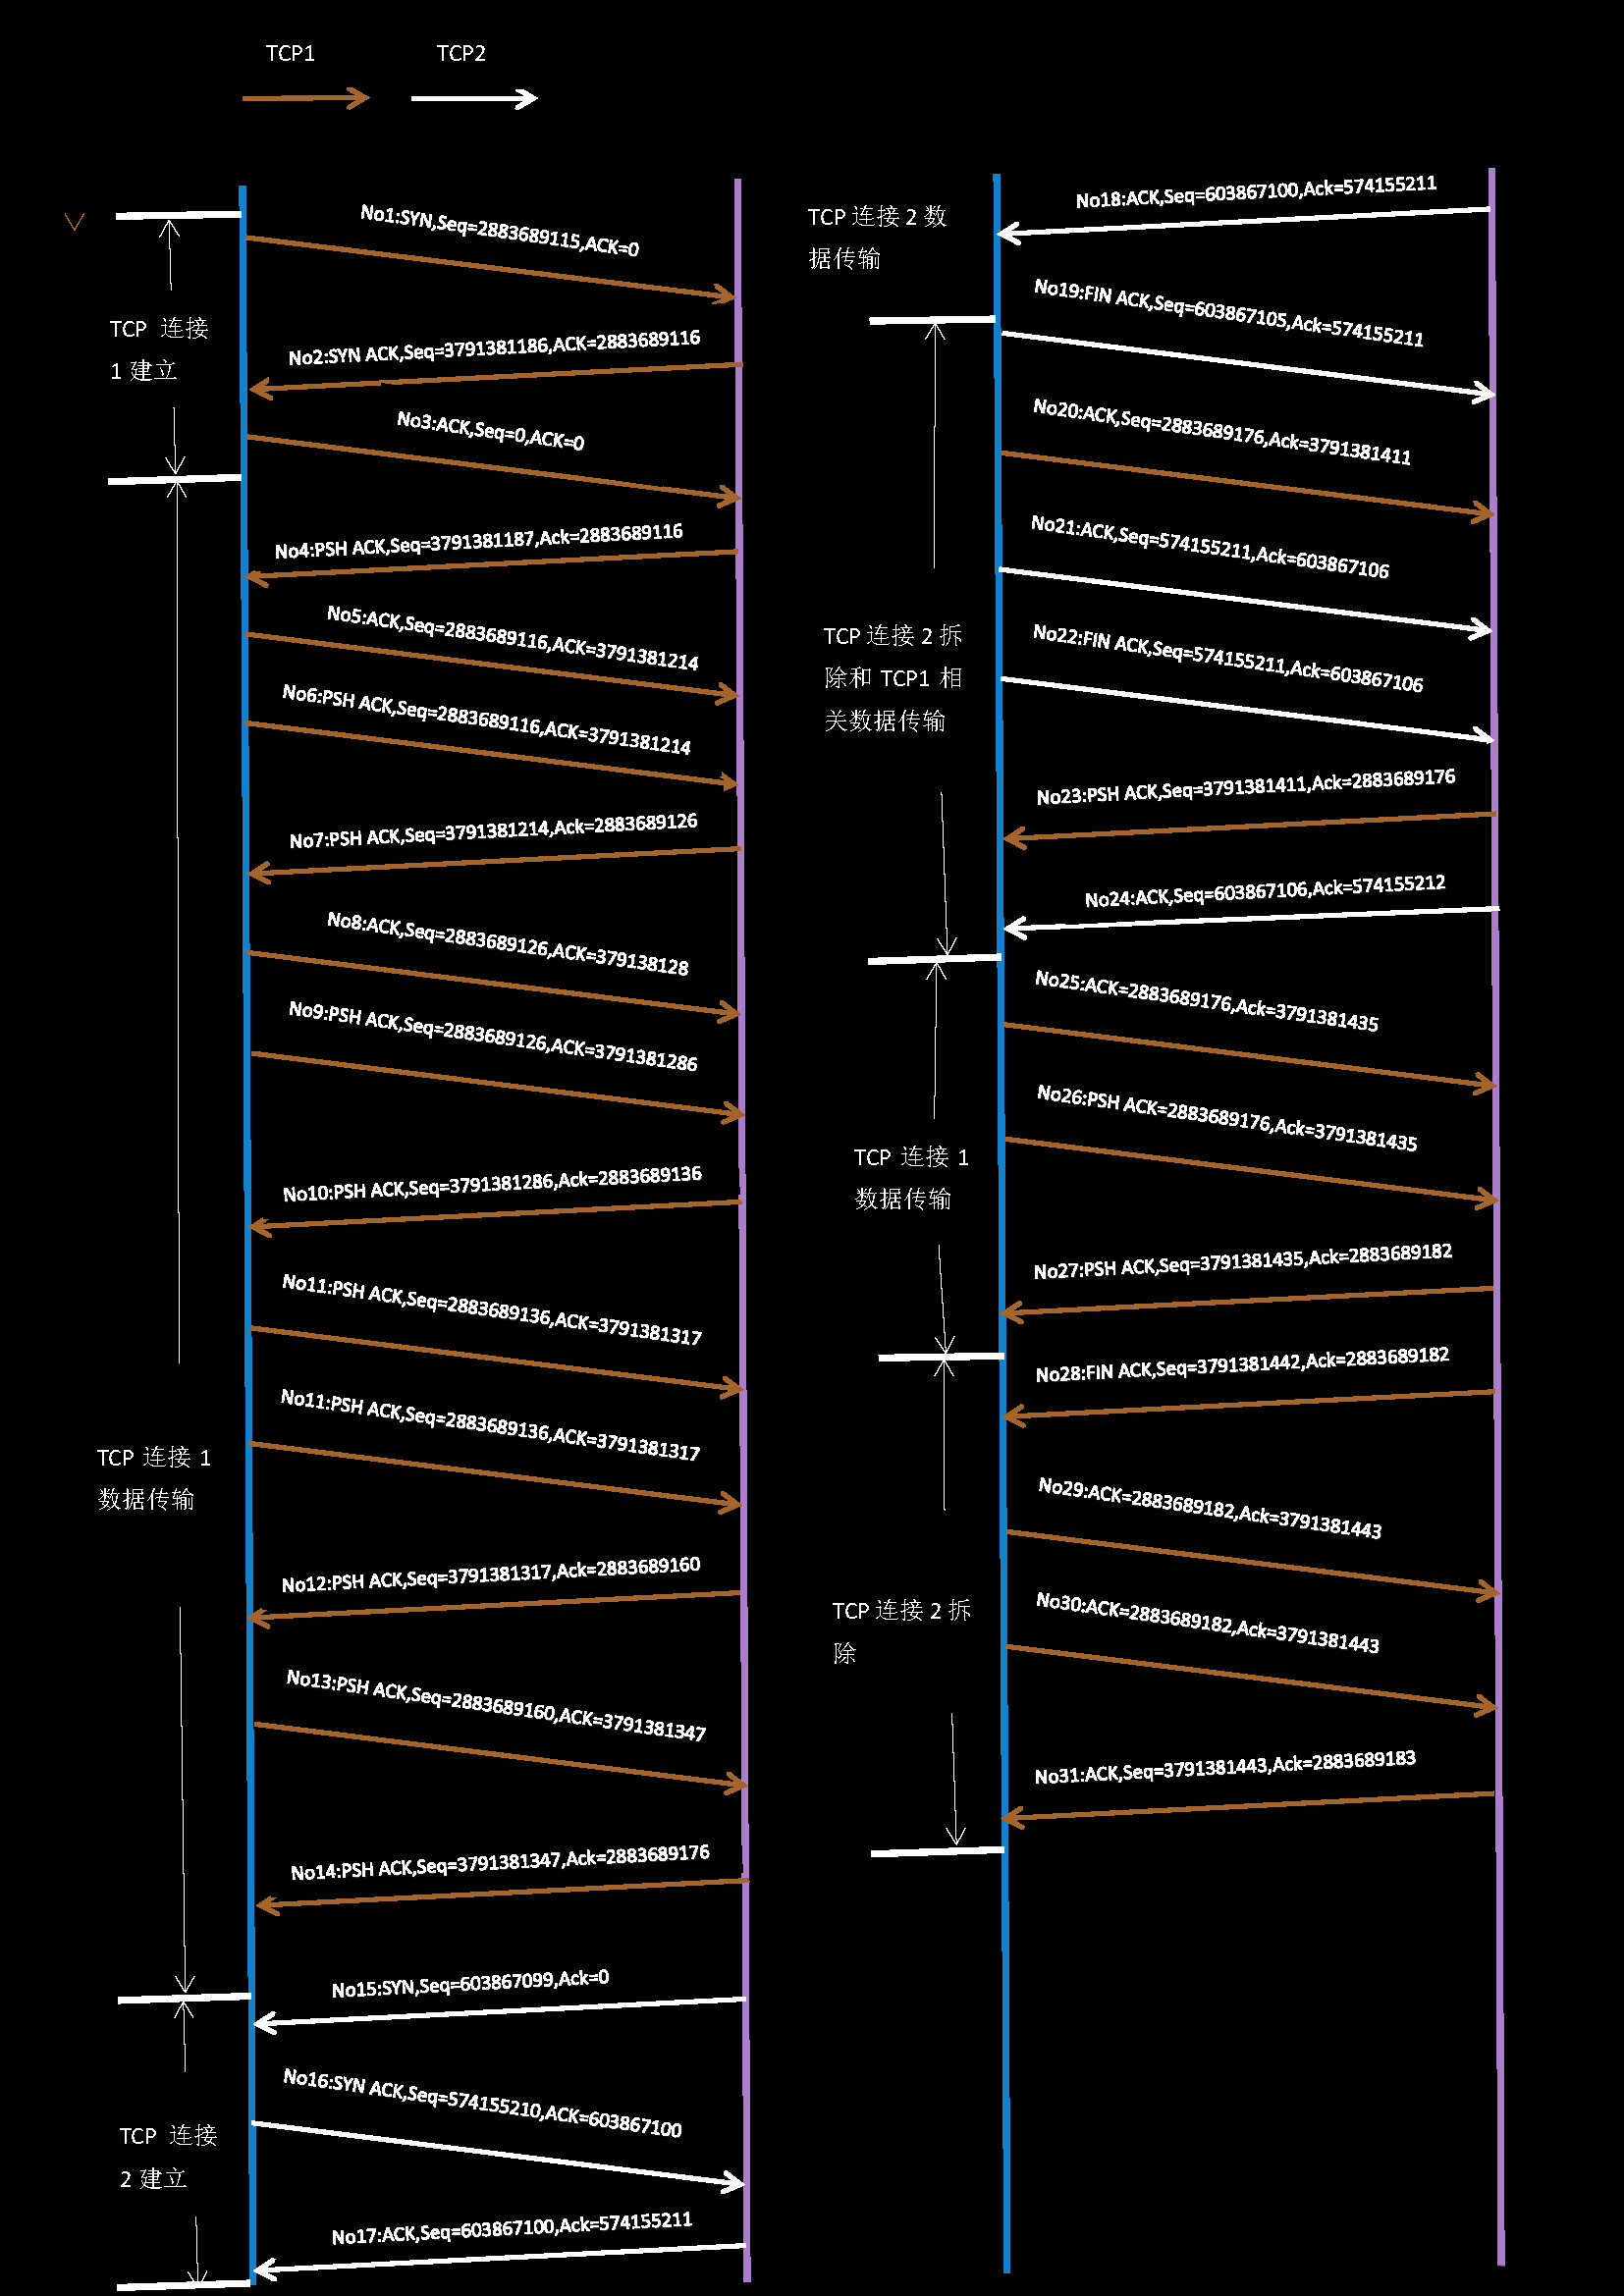 TCP1
TCP2
No1:SYN,Seq=2883689115,ACK=0
TCP 连接
1 建立
No2:SYN ACK,Seq=3791381186,ACK=2883689116
No3:ACK,Seq=0,ACK=0
No4:PSH ACK,Seq=3791381187,Ack=2883689116
No5:ACK,Seq=2883689116,ACK=3791381214
No6:PSH ACK,Seq=2883689116,ACK=3791381214
No7:PSH ACK,Seq=3791381214,Ack=2883689126
No8:ACK,Seq=2883689126,ACK=379138128
No9:PSH ACK,Seq=2883689126,ACK=3791381286
No10:PSH ACK,Seq=3791381286,Ack=2883689136
No11:PSH ACK,Seq=2883689136,ACK=3791381317
No11:PSH ACK,Seq=2883689136,ACK=3791381317
TCP 连接 1
数据传输
No12:PSH ACK,Seq=3791381317,Ack=2883689160
No13:PSH ACK,Seq=2883689160,ACK=3791381347
No14:PSH ACK,Seq=3791381347,Ack=2883689176
No15:SYN,Seq=603867099,Ack=0
No16:SYN ACK,Seq=574155210,ACK=603867100
TCP 连接
2 建立
No17:ACK,Seq=603867100,Ack=574155211
No18:ACK,Seq=603867100,Ack=574155211
TCP 连接 2 数
据传输
No19:FIN ACK,Seq=603867105,Ack=574155211
No20:ACK,Seq=2883689176,Ack=3791381411
No21:ACK,Seq=574155211,Ack=603867106
TCP 连接 2 拆
除和 TCP1 相
关数据传输
No22:FIN ACK,Seq=574155211,Ack=603867106
No23:PSH ACK,Seq=3791381411,Ack=2883689176
No24:ACK,Seq=603867106,Ack=574155212
No25:ACK=2883689176,Ack=3791381435
No26:PSH ACK=2883689176,Ack=3791381435
TCP 连接 1
数据传输
No27:PSH ACK,Seq=3791381435,Ack=2883689182
No28:FIN ACK,Seq=3791381442,Ack=2883689182
No29:ACK=2883689182,Ack=3791381443
TCP 连接 2 拆
除
No30:ACK=2883689182,Ack=3791381443
No31:ACK,Seq=3791381443,Ack=2883689183